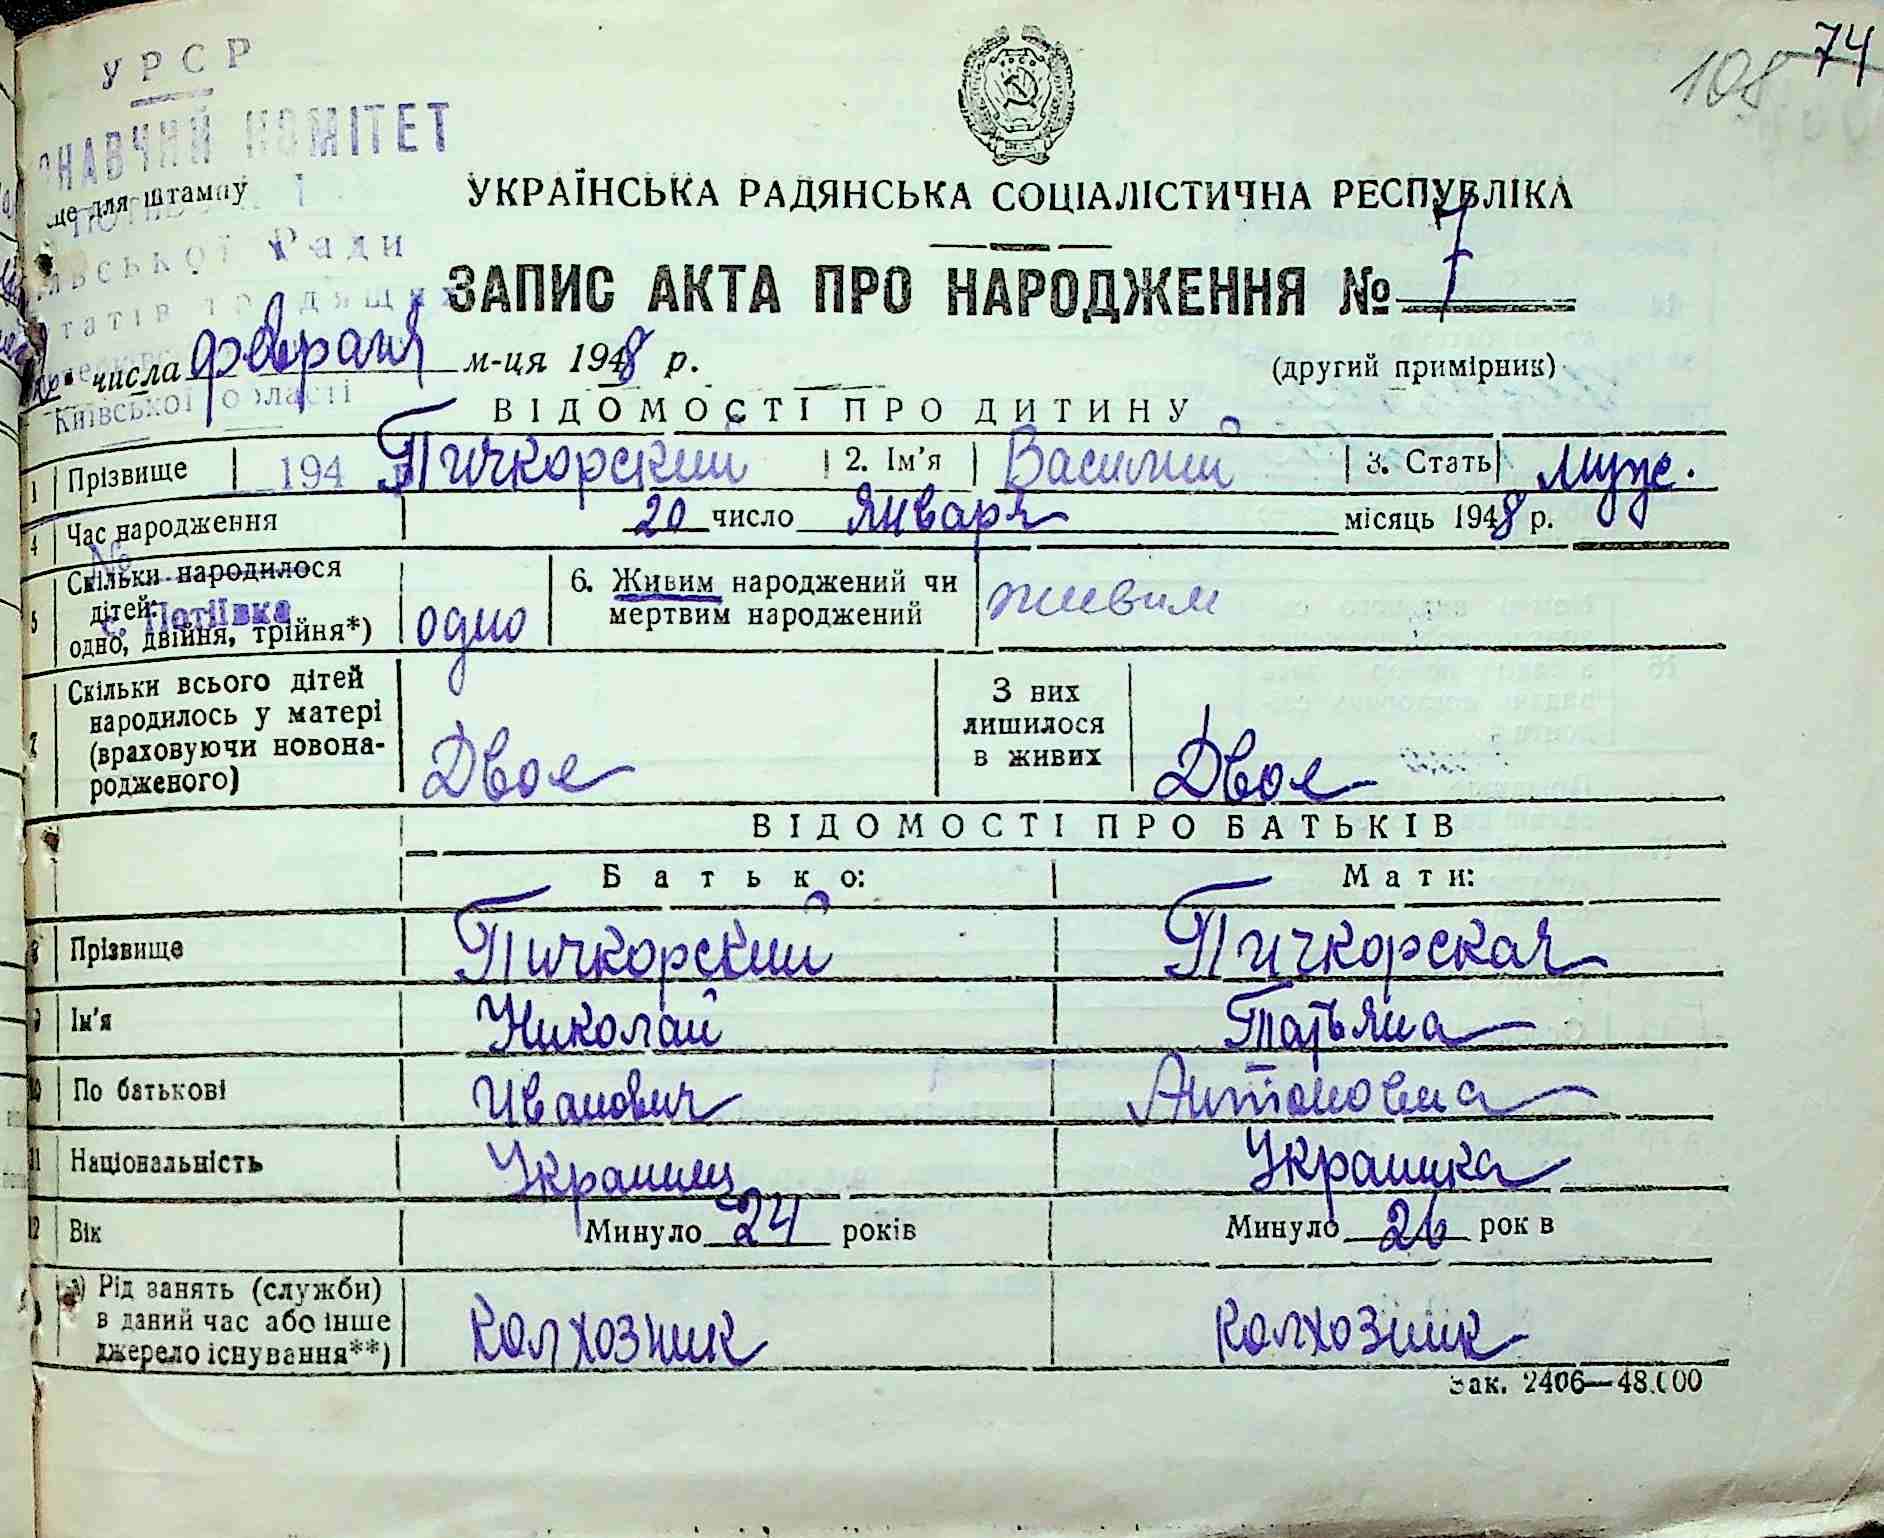 74
108
УРСР
НАВЧИЙ КОМІТЕТ
це для штампу
УКРАЇНСЬКА РАДЯНСЬКА СОЦІАЛІСТИЧНА РЕСПУБЛІКА
Ради
ЗАПИС АКТА ПРО НАРОДЖЕННЯ № 7
числа февраля м-ця 1948 р.
(другий примірник)
Київської області
ВІДОМОСТІ ПРО ДИТИНУ
1 Прізвище 194 Пичкорский 2. Ім'я Василий 3. Стать муж.
4 Час народження 20 число января місяць 1948 р.
№
5 Скільки народилося дітей: одно, двійня, трійня*) одно 6. Живим народжений чи мертвим народжений живим
с. Потіївка
7 Скільки всього дітей народилось у матері (враховуючи новонародженого) Двое З них лишилося в живих Двое
ВІДОМОСТІ ПРО БАТЬКІВ
Батько: Мати:
8 Прізвище Пичкорский Пичкорская
9 Ім'я Николай Татьяна
10 По батькові Иванович Антоновна
11 Національність Украинец Украинка
12 Вік Минуло 24 років Минуло 26 рок в
а) Рід занять (служби) в даний час або інше джерело існування**) колхозник колхозник
Зак. 2406—48.000